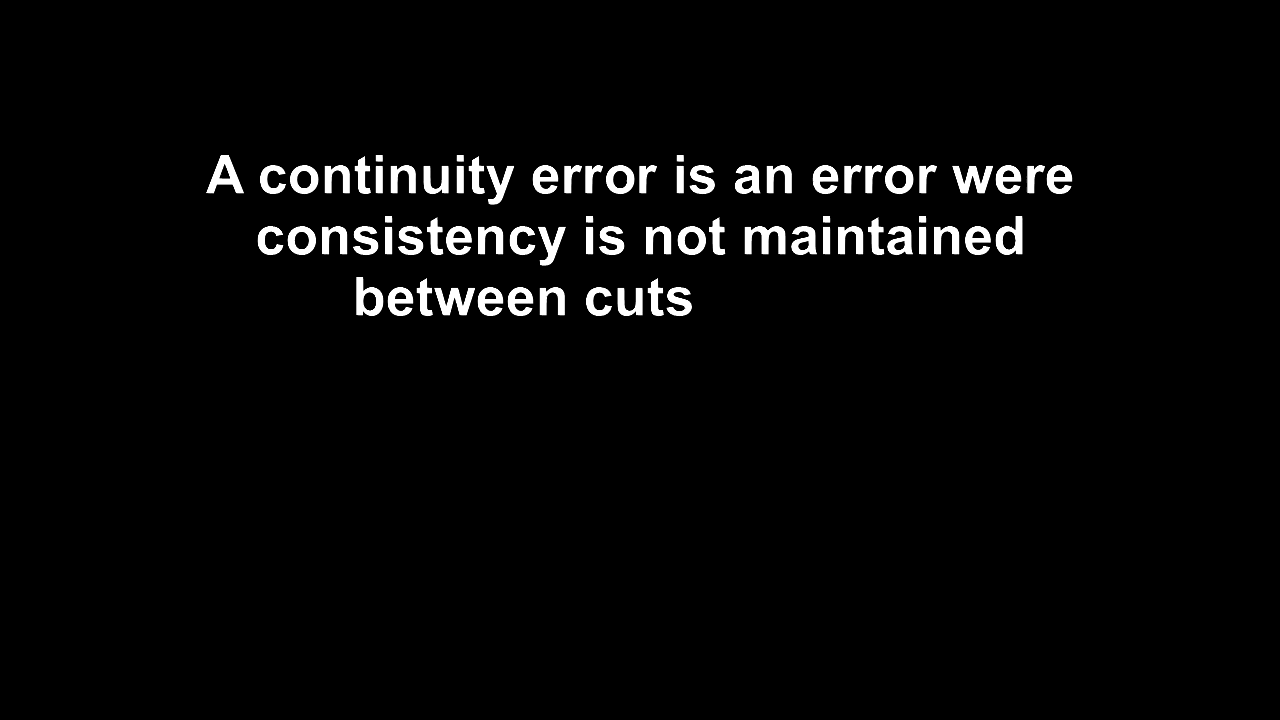 A continuity error is an error were
consistency is not maintained
between cuts